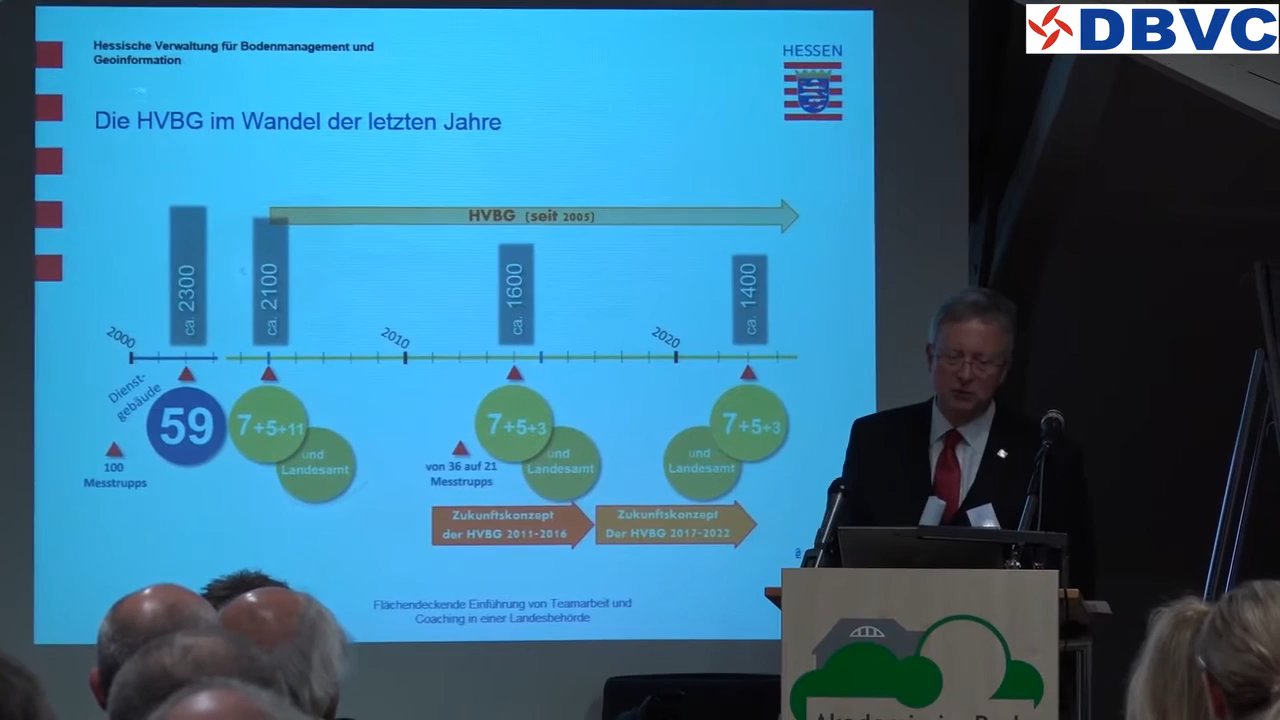 DBVC
Hessische Verwaltung für Bodenmanagement und
Geoinformation
HESSEN
Die HVBG im Wandel der letzten Jahre
HVBG (seit 2005)
ca. 2300
ca. 2100
ca. 1600
ca. 1400
2000
2010
2020
Dienst-
gebäude
59
7+5+11
und
Landesamt
7+5+3
und
Landesamt
7+5+3
und
Landesamt
100
Messtrupps
von 36 auf 21
Messtrupps
Zukunftskonzept
der HVBG 2011-2016
Zukunftskonzept
Der HVBG 2017-2022
Flächendeckende Einführung von Teamarbeit und
Coaching in einer Landesbehörde